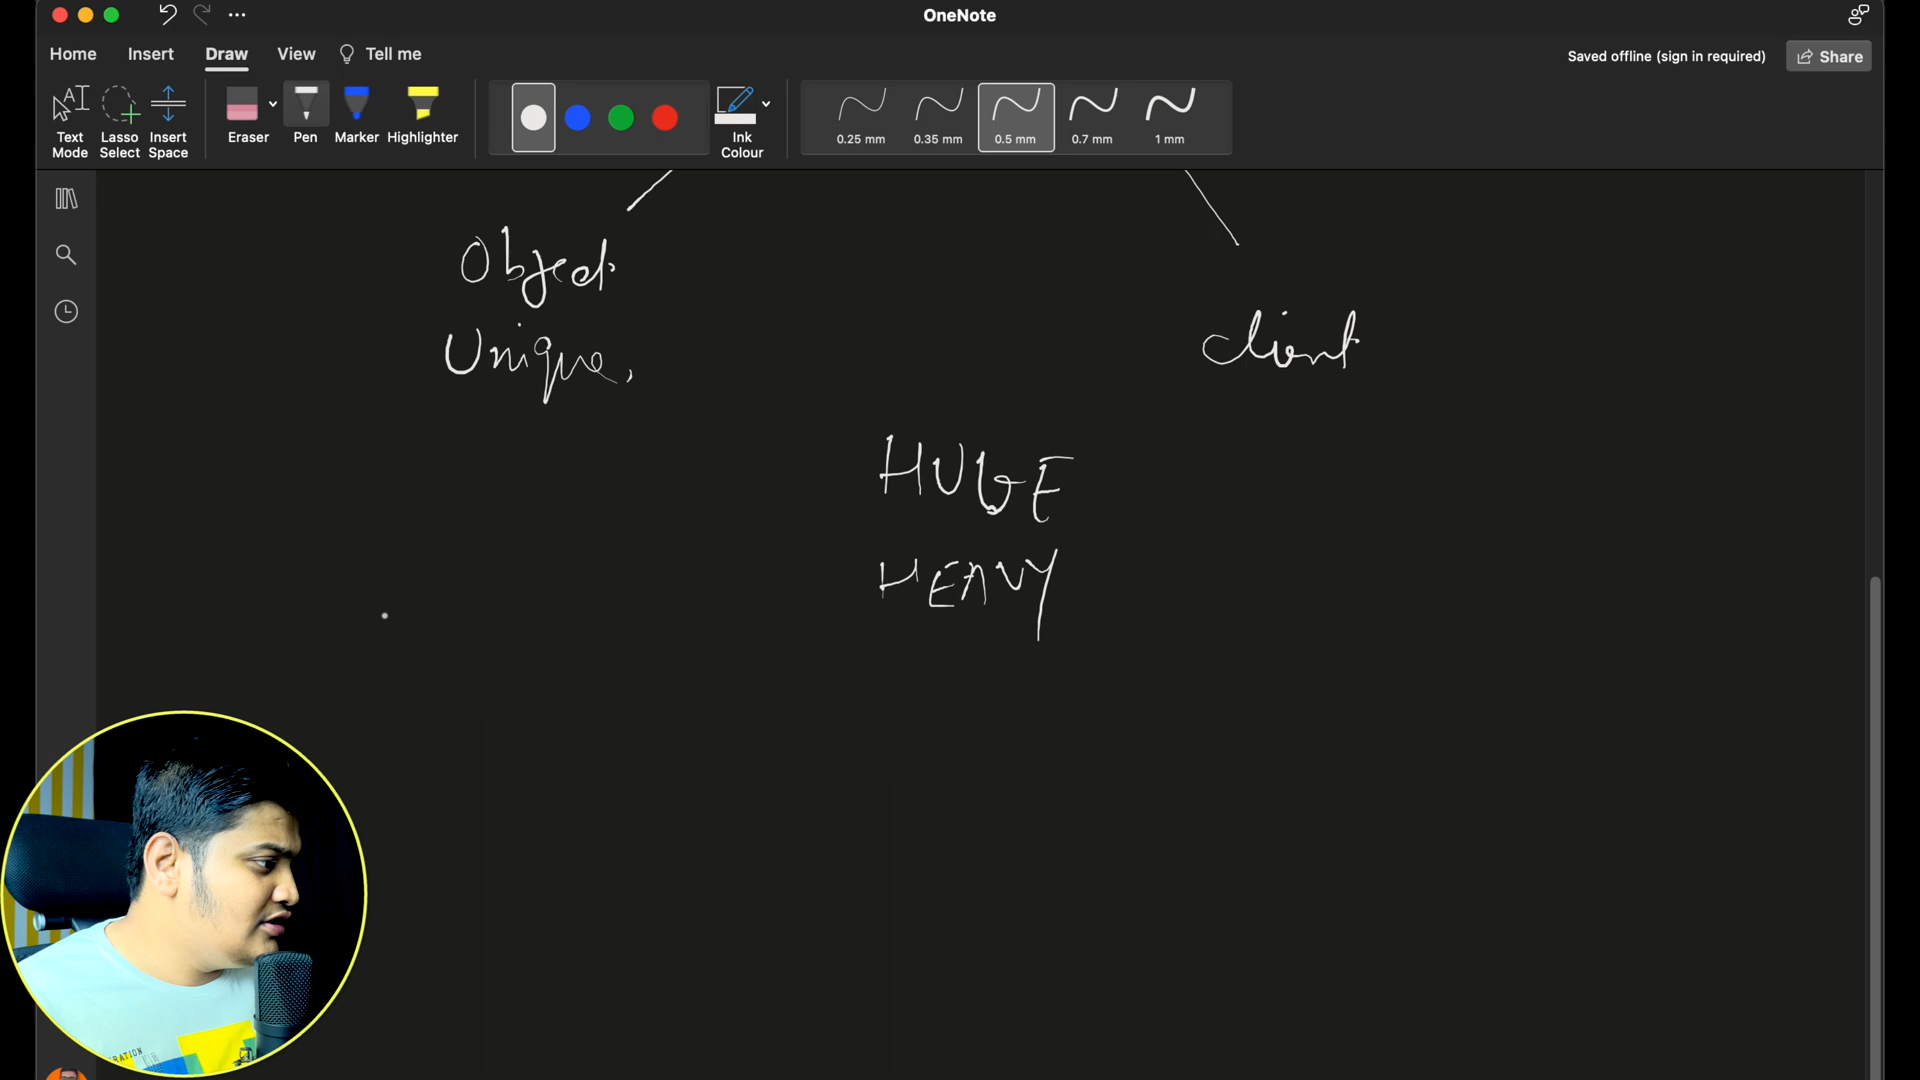 OneNote
Home Insert Draw View Tell me
Saved offline (sign in required) Share
Text Mode
Lasso Select
Insert Space
Eraser
Pen
Marker
Highlighter
Ink Colour
0.25 mm
0.35 mm
0.5 mm
0.7 mm
1 mm
Object
Unique,
client
HUGE
HEAVY
RATION